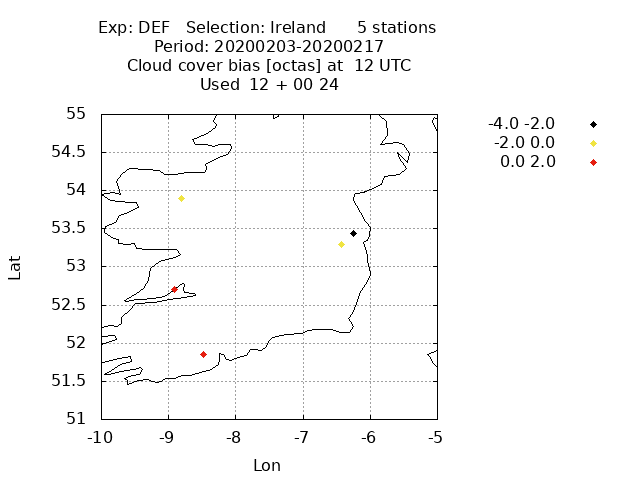 Exp: DEF   Selection: Ireland      5 stations
Period: 20200203-20200217
Cloud cover bias [octas] at  12 UTC
Used  12 + 00 24
-4.0 -2.0
-2.0 0.0
0.0 2.0
55
54.5
54
53.5
53
52.5
52
51.5
51
-10 -9 -8 -7 -6 -5
Lat
Lon